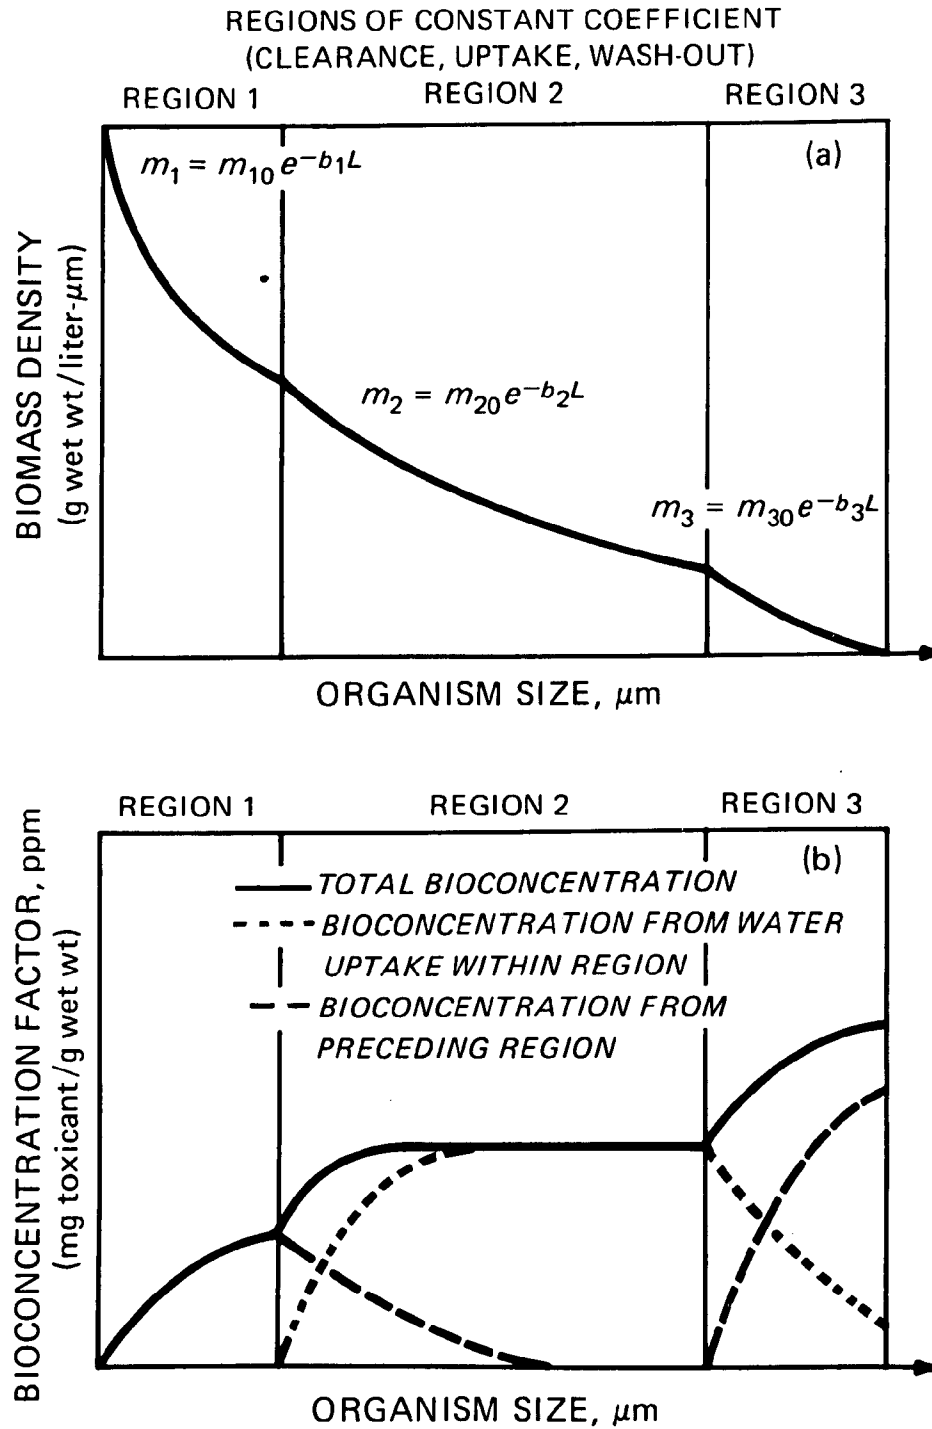 REGIONS OF CONSTANT COEFFICIENT
(CLEARANCE, UPTAKE, WASH-OUT)
REGION 1
REGION 2
REGION 3
(a)
m₁ = m₁₀e^{-b₁L}
m₂ = m₂₀e^{-b₂L}
m₃ = m₃₀e^{-b₃L}
BIOMASS DENSITY
(g wet wt/liter-μm)
ORGANISM SIZE, μm
REGION 1
REGION 2
REGION 3
(b)
TOTAL BIOCONCENTRATION
BIOCONCENTRATION FROM WATER
UPTAKE WITHIN REGION
BIOCONCENTRATION FROM
PRECEDING REGION
BIOCONCENTRATION FACTOR, ppm
(mg toxicant/g wet wt)
ORGANISM SIZE, μm